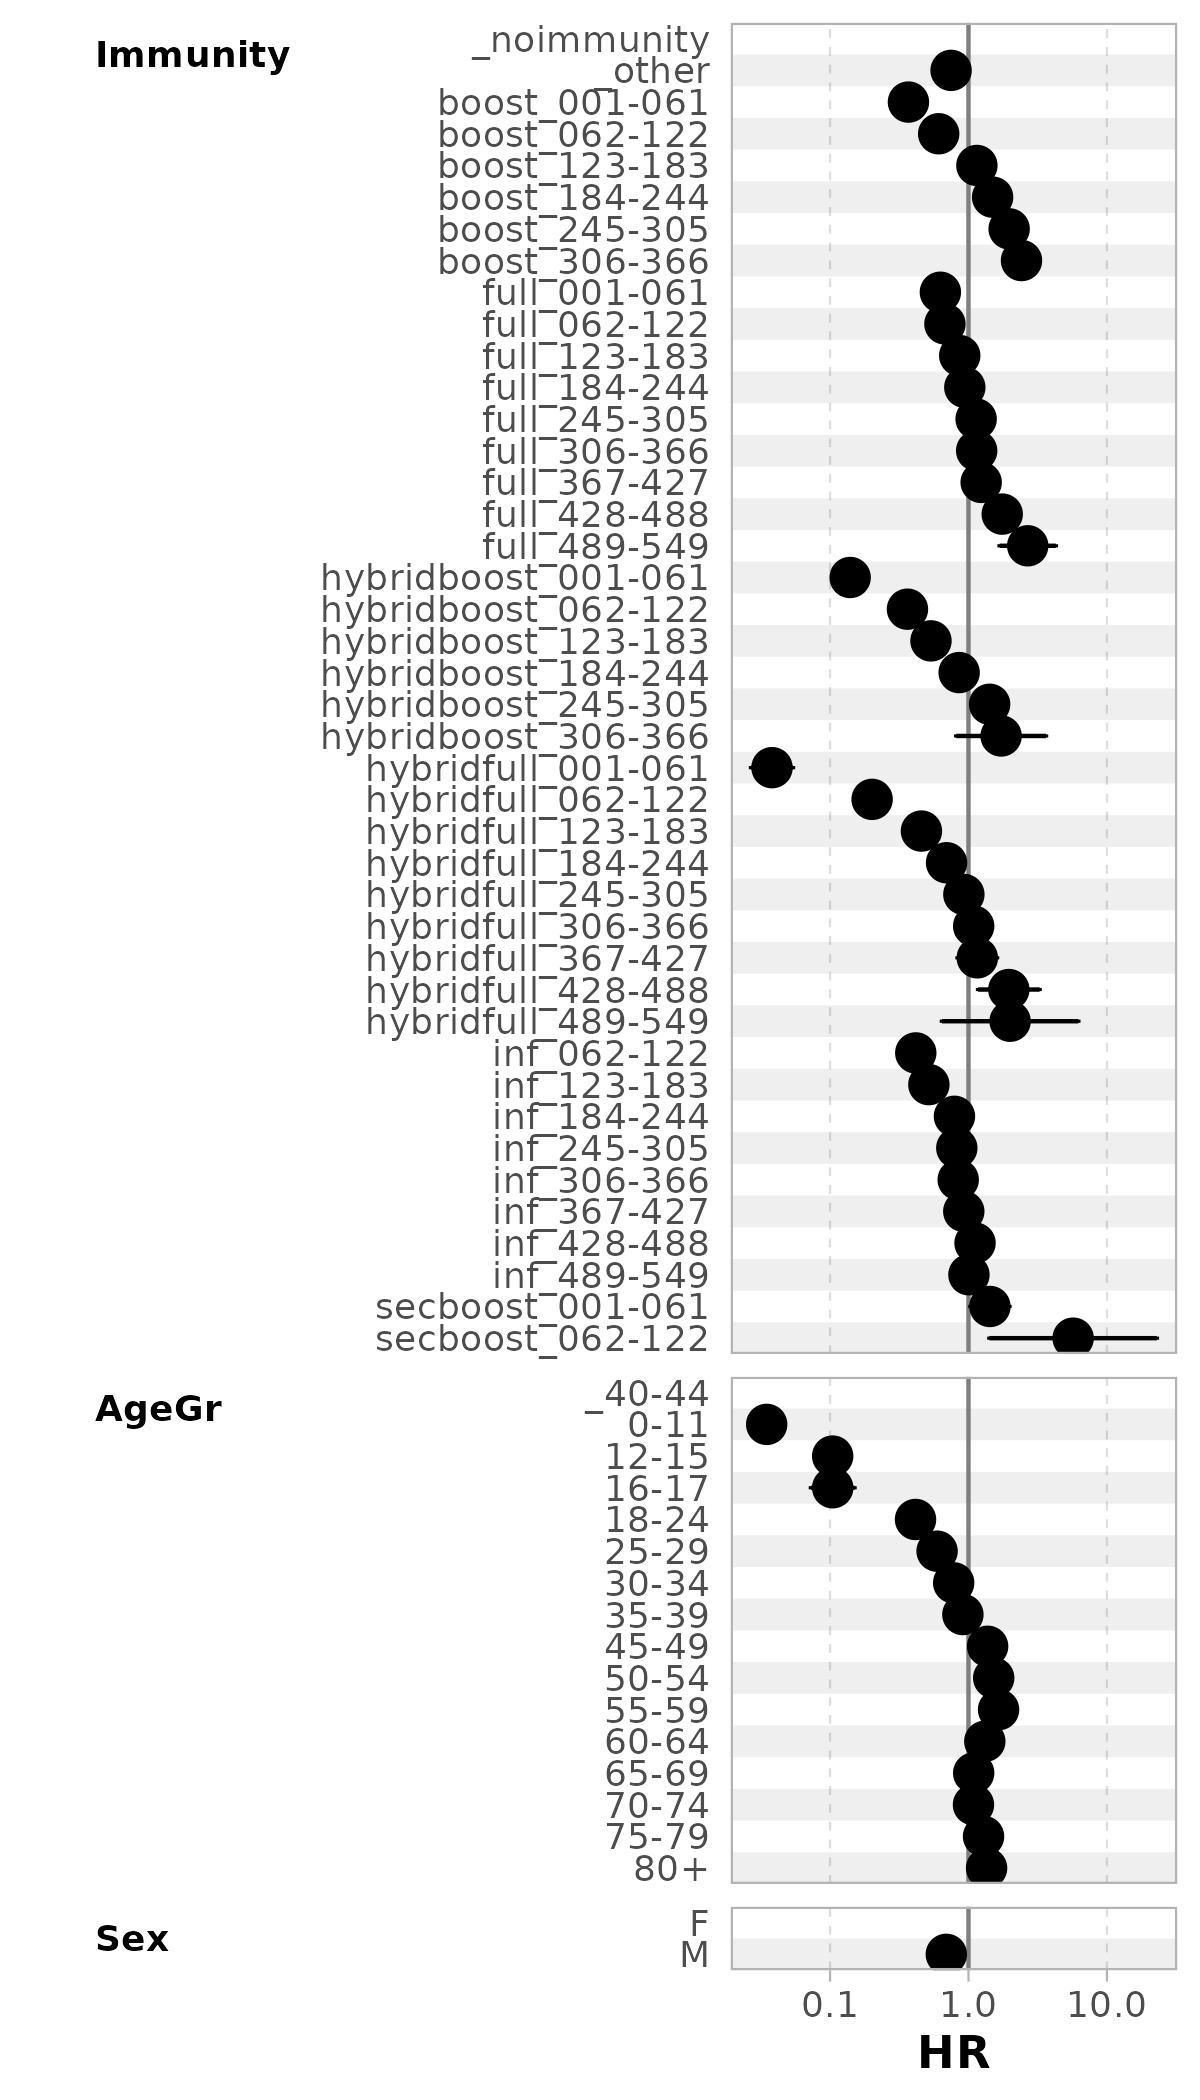 Immunity
_noimmunity
_other
boost_001-061
boost_062-122
boost_123-183
boost_184-244
boost_245-305
boost_306-366
full_001-061
full_062-122
full_123-183
full_184-244
full_245-305
full_306-366
full_367-427
full_428-488
full_489-549
hybridboost_001-061
hybridboost_062-122
hybridboost_123-183
hybridboost_184-244
hybridboost_245-305
hybridboost_306-366
hybridfull_001-061
hybridfull_062-122
hybridfull_123-183
hybridfull_184-244
hybridfull_245-305
hybridfull_306-366
hybridfull_367-427
hybridfull_428-488
hybridfull_489-549
inf_062-122
inf_123-183
inf_184-244
inf_245-305
inf_306-366
inf_367-427
inf_428-488
inf_489-549
secboost_001-061
secboost_062-122
AgeGr
_40-44
0-11
12-15
16-17
18-24
25-29
30-34
35-39
45-49
50-54
55-59
60-64
65-69
70-74
75-79
80+
Sex
F
M
0.1 1.0 10.0
HR